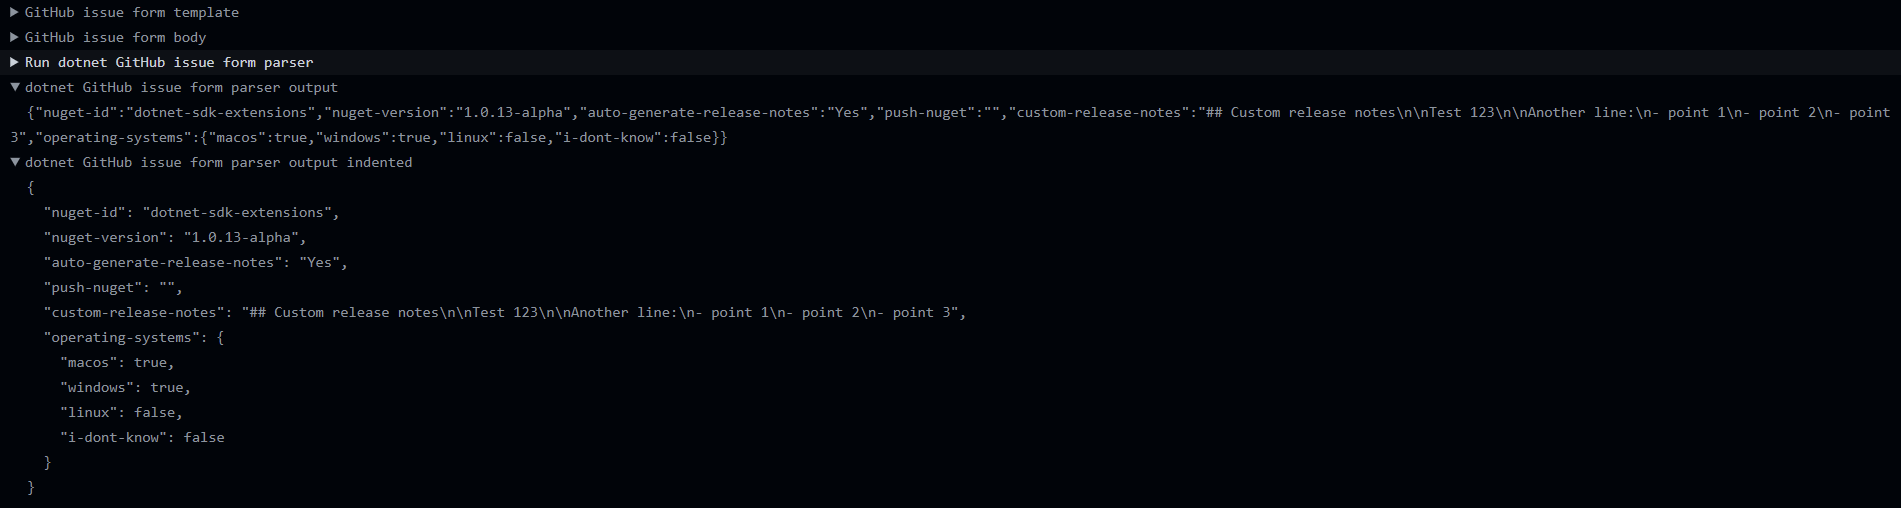 ▶ GitHub issue form template
▶ GitHub issue form body
▶ Run dotnet GitHub issue form parser
▼ dotnet GitHub issue form parser output
{"nuget-id":"dotnet-sdk-extensions","nuget-version":"1.0.13-alpha","auto-generate-release-notes":"Yes","push-nuget":"","custom-release-notes":"## Custom release notes\n\nTest 123\n\nAnother line:\n- point 1\n- point 2\n- point
3","operating-systems":{"macos":true,"windows":true,"linux":false,"i-dont-know":false}}
▼ dotnet GitHub issue form parser output indented
{
  "nuget-id": "dotnet-sdk-extensions",
  "nuget-version": "1.0.13-alpha",
  "auto-generate-release-notes": "Yes",
  "push-nuget": "",
  "custom-release-notes": "## Custom release notes\n\nTest 123\n\nAnother line:\n- point 1\n- point 2\n- point 3",
  "operating-systems": {
    "macos": true,
    "windows": true,
    "linux": false,
    "i-dont-know": false
  }
}